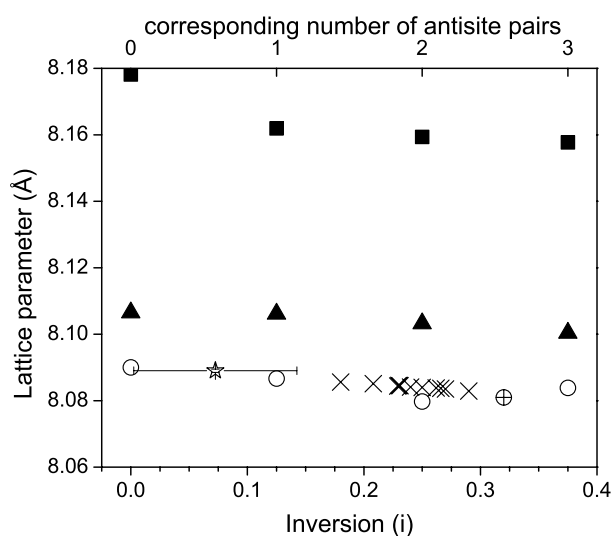 corresponding number of antisite pairs
0 1 2 3
8.18
8.16
8.14
8.12
8.10
8.08
8.06
Lattice parameter (Å)
0.0 0.1 0.2 0.3 0.4
Inversion (i)